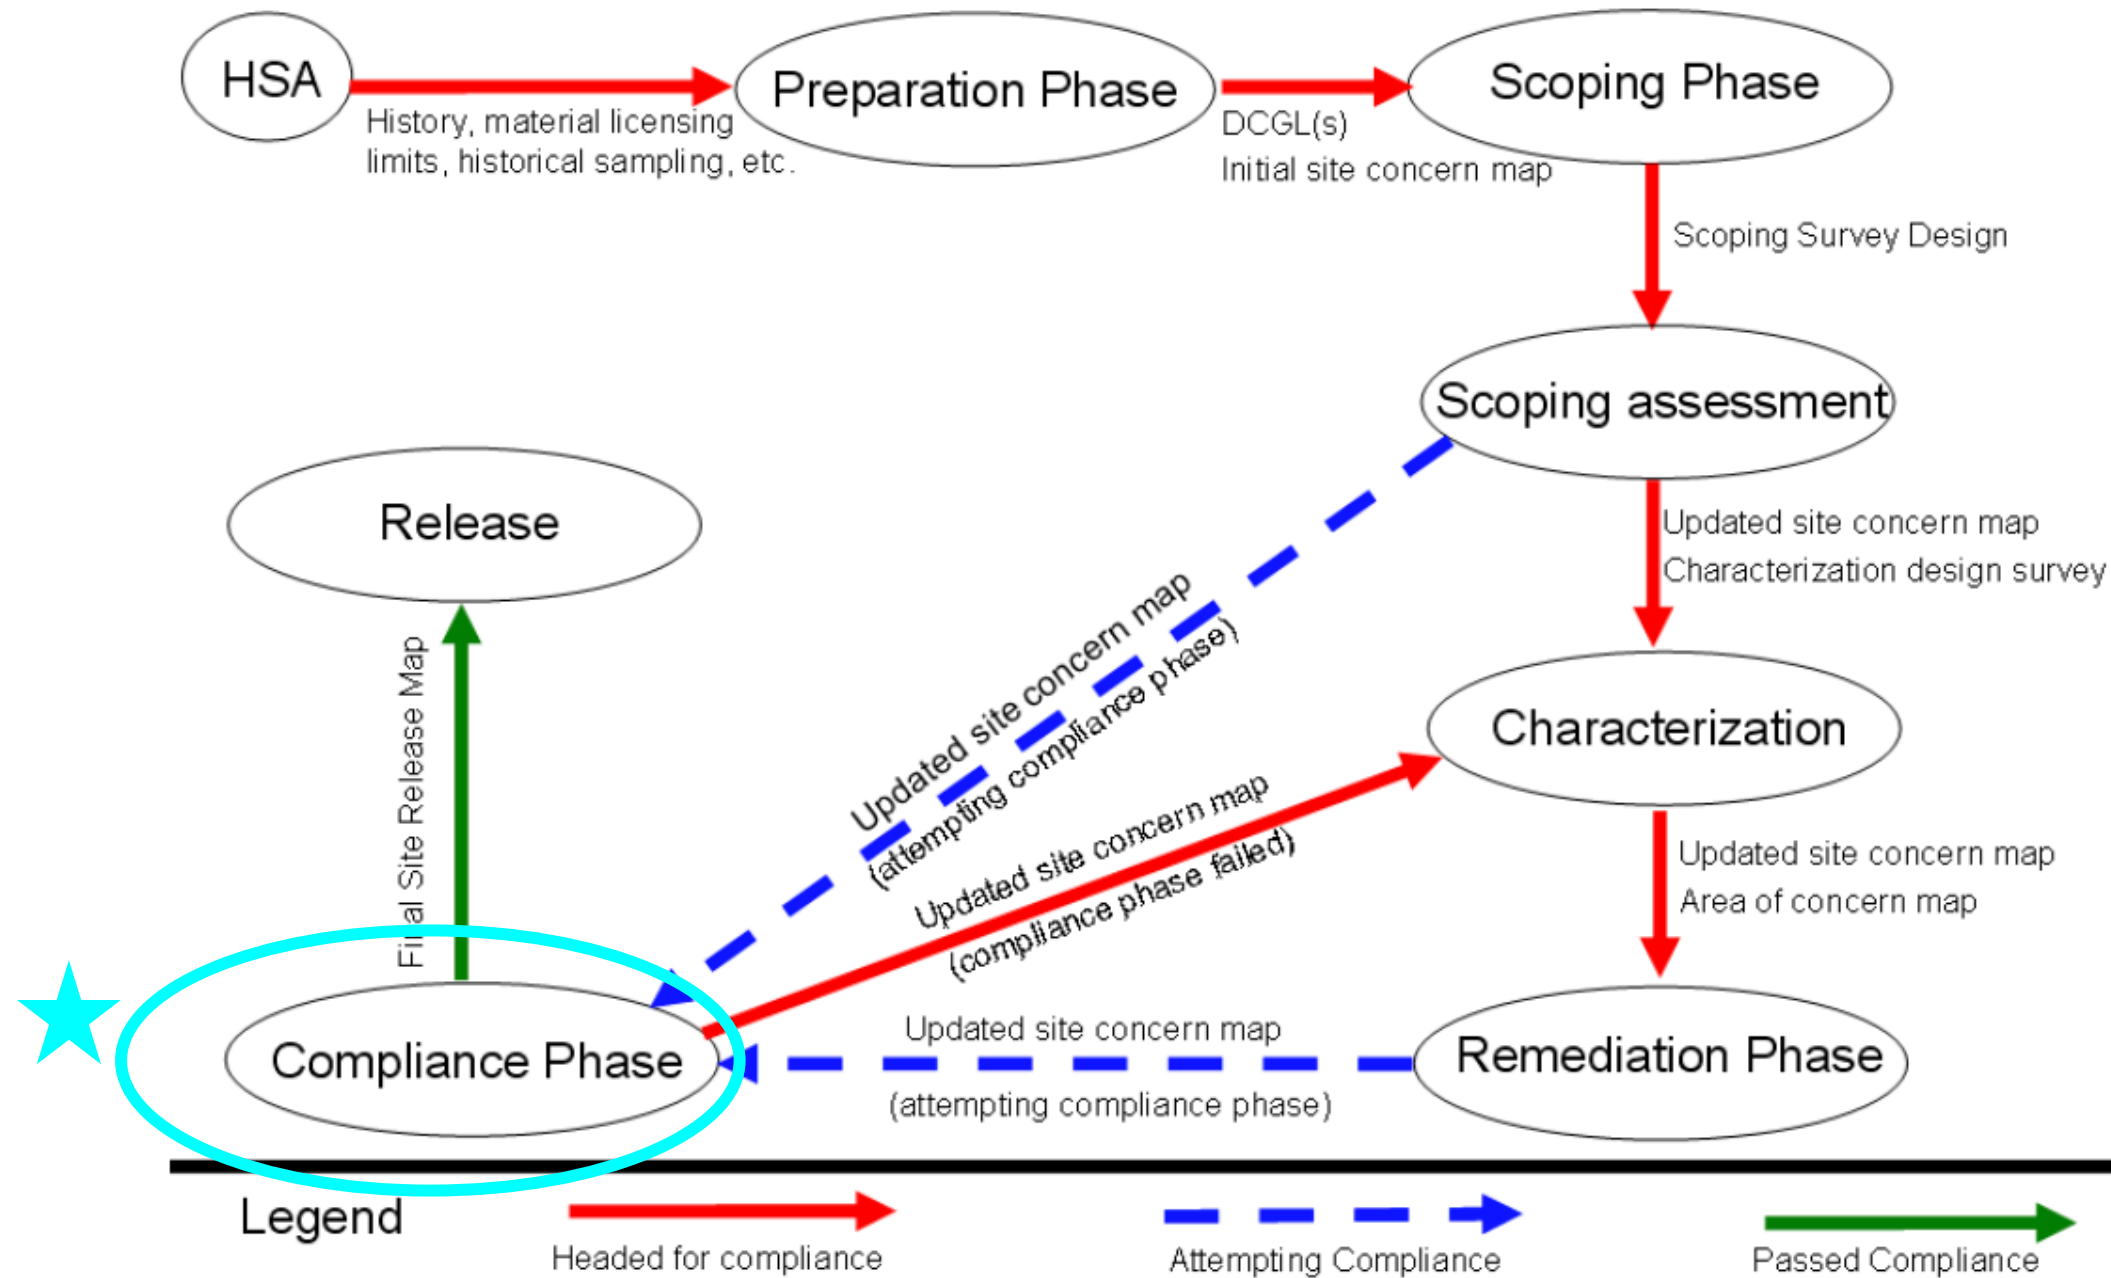 HSA
History, material licensing
limits, historical sampling, etc.
Preparation Phase
DCGL(s)
Initial site concern map
Scoping Phase
Scoping Survey Design
Scoping assessment
Updated site concern map
Characterization design survey
Updated site concern map
(attempting compliance phase)
Release
Final Site Release Map
Characterization
Updated site concern map
(compliance phase failed)
Updated site concern map
Area of concern map
Compliance Phase
Updated site concern map
(attempting compliance phase)
Remediation Phase
Legend
Headed for compliance
Attempting Compliance
Passed Compliance